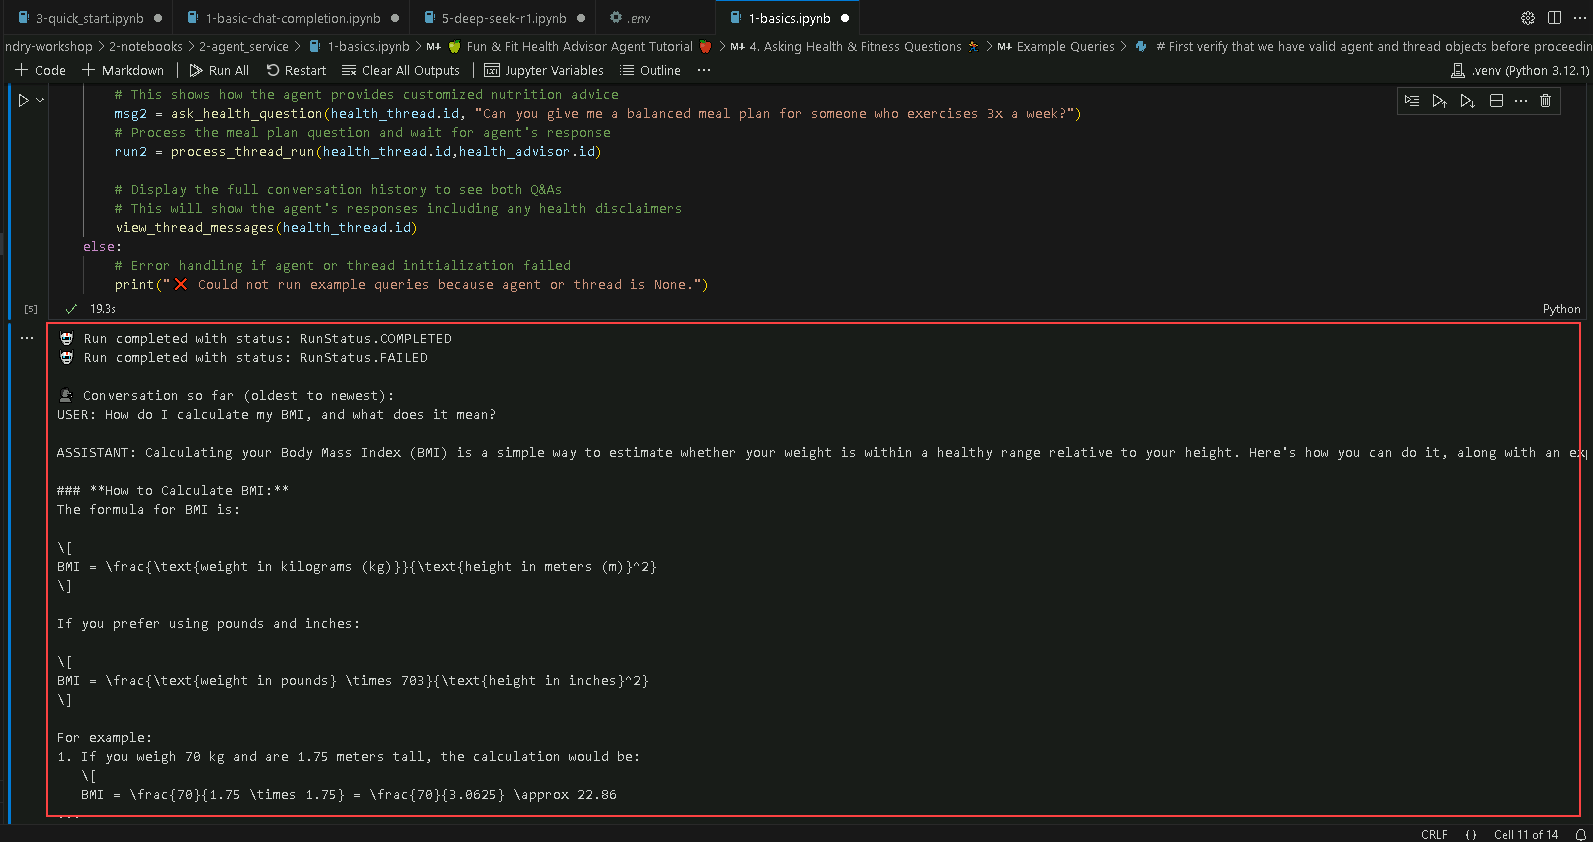 3-quick_start.ipynb
1-basic-chat-completion.ipynb
5-deep-seek-r1.ipynb
.env
1-basics.ipynb
ndry-workshop > 2-notebooks > 2-agent_service > 1-basics.ipynb > M↓ 🍏 Fun & Fit Health Advisor Agent Tutorial 🍎 > M↓ 4. Asking Health & Fitness Questions > M↓ Example Queries > # First verify that we have valid agent and thread objects before proceedin
+ Code + Markdown | Run All Restart Clear All Outputs | Jupyter Variables Outline ... .venv (Python 3.12.1)
# This shows how the agent provides customized nutrition advice
msg2 = ask_health_question(health_thread.id, "Can you give me a balanced meal plan for someone who exercises 3x a week?")
# Process the meal plan question and wait for agent's response
run2 = process_thread_run(health_thread.id,health_advisor.id)
# Display the full conversation history to see both Q&As
# This will show the agent's responses including any health disclaimers
view_thread_messages(health_thread.id)
else:
# Error handling if agent or thread initialization failed
print("❌ Could not run example queries because agent or thread is None.")
[5] ✓ 19.3s Python
Run completed with status: RunStatus.COMPLETED
Run completed with status: RunStatus.FAILED
Conversation so far (oldest to newest):
USER: How do I calculate my BMI, and what does it mean?
ASSISTANT: Calculating your Body Mass Index (BMI) is a simple way to estimate whether your weight is within a healthy range relative to your height. Here's how you can do it, along with an exp
### **How to Calculate BMI:**
The formula for BMI is:
\[
BMI = \frac{\text{weight in kilograms (kg)}}{\text{height in meters (m)}^2}
\]
If you prefer using pounds and inches:
\[
BMI = \frac{\text{weight in pounds} \times 703}{\text{height in inches}^2}
\]
For example:
1. If you weigh 70 kg and are 1.75 meters tall, the calculation would be:
\[
BMI = \frac{70}{1.75 \times 1.75} = \frac{70}{3.0625} \approx 22.86
...
CRLF {} Cell 11 of 14